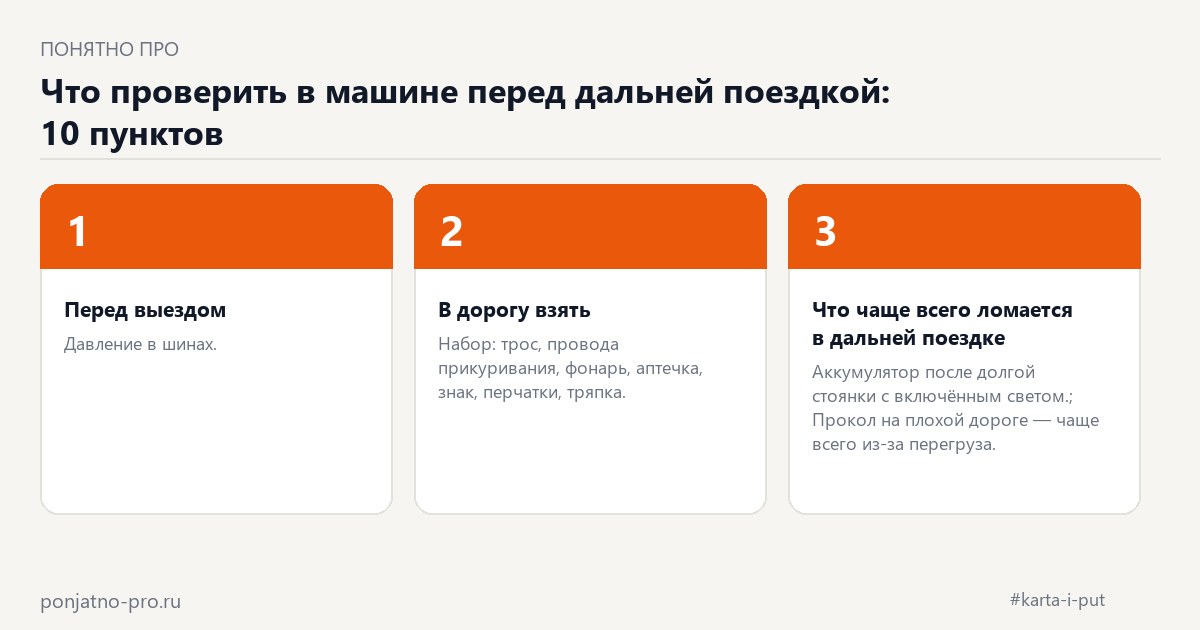 ПОНЯТНО ПРО
Что проверить в машине перед дальней поездкой:
10 пунктов
1
Перед выездом
Давление в шинах.
2
В дорогу взять
Набор: трос, провода
прикуривания, фонарь, аптечка,
знак, перчатки, тряпка.
3
Что чаще всего ломается
в дальней поездке
Аккумулятор после долгой
стоянки с включённым светом.;
Прокол на плохой дороге — чаще
всего из-за перегруза.
ponjatno-pro.ru
#karta-i-put